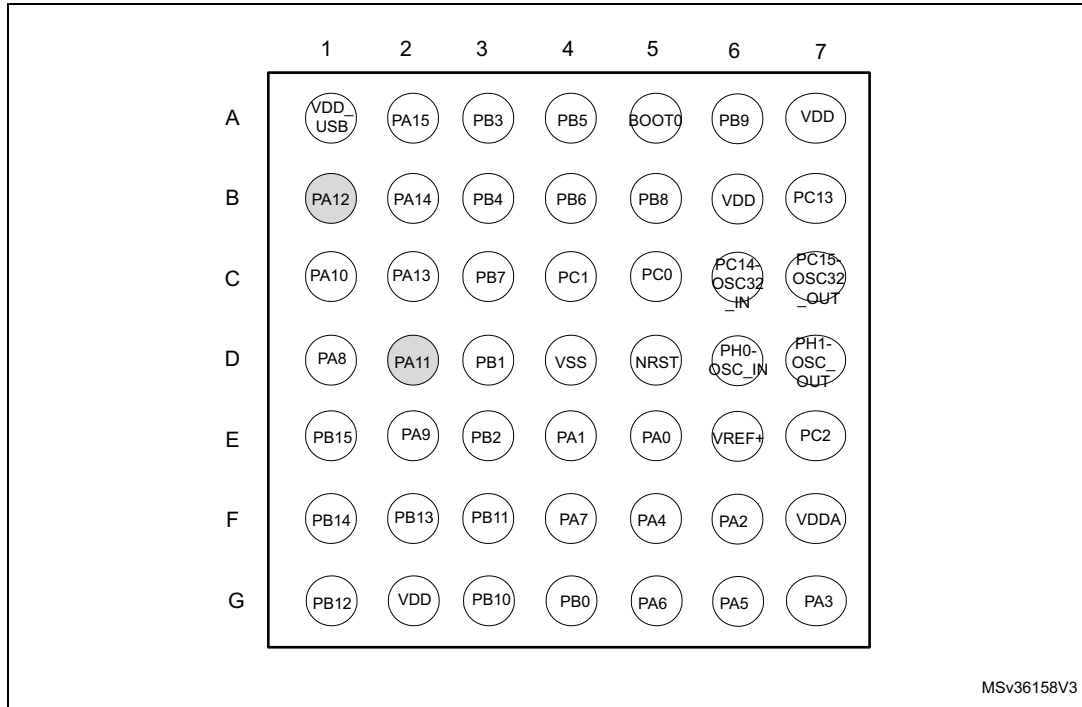 1 2 3 4 5 6 7
A VDD_ USB PA15 PB3 PB5 BOOT0 PB9 VDD
B PA12 PA14 PB4 PB6 PB8 VDD PC13
C PA10 PA13 PB7 PC1 PC0 PC14-OSC32_IN PC15-OSC32_OUT
D PA8 PA11 PB1 VSS NRST PH0-OSC_IN PH1-OSC_OUT
E PB15 PA9 PB2 PA1 PA0 VREF+ PC2
F PB14 PB13 PB11 PA7 PA4 PA2 VDDA
G PB12 VDD PB10 PB0 PA6 PA5 PA3
MSv36158V3